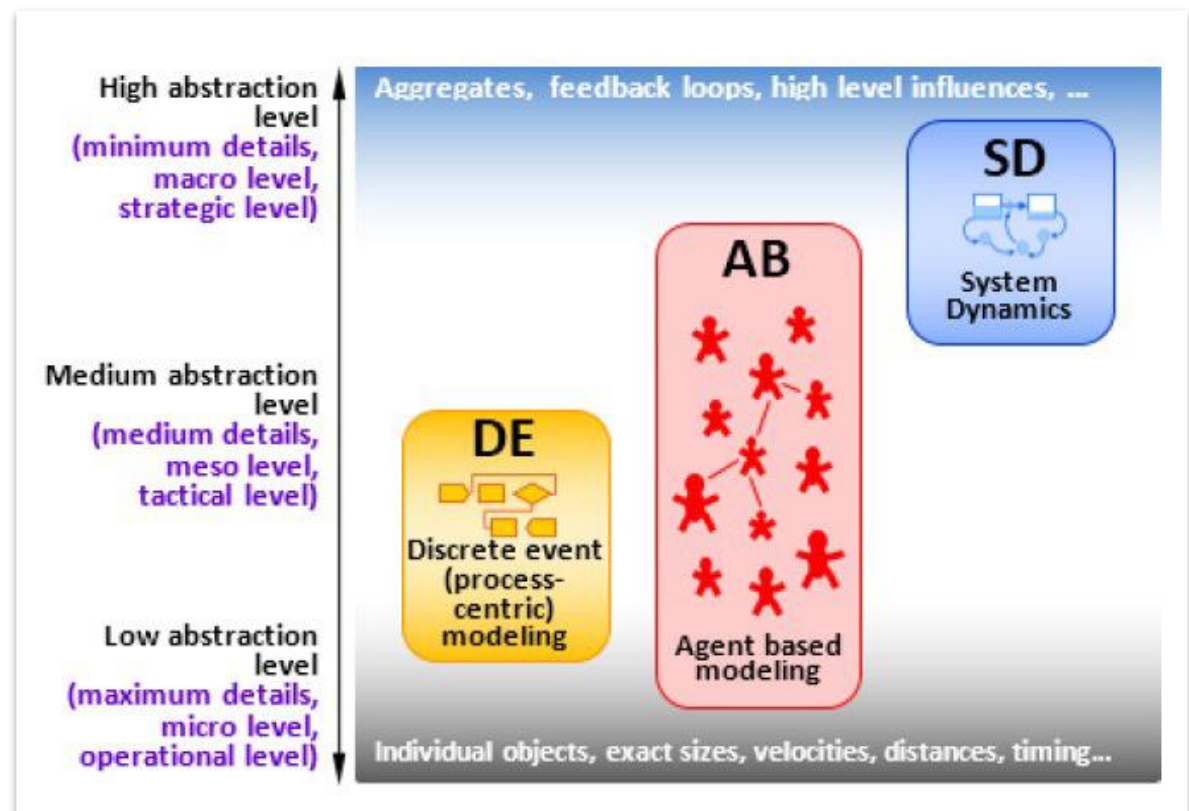 High abstraction
level
(minimum details,
macro level,
strategic level)
Medium abstraction
level
(medium details,
meso level,
tactical level)
Low abstraction
level
(maximum details,
micro level,
operational level)
Aggregates, feedback loops, high level influences, ...
DE
Discrete event
(process-
centric)
modeling
AB
Agent based
modeling
SD
System
Dynamics
Individual objects, exact sizes, velocities, distances, timing...